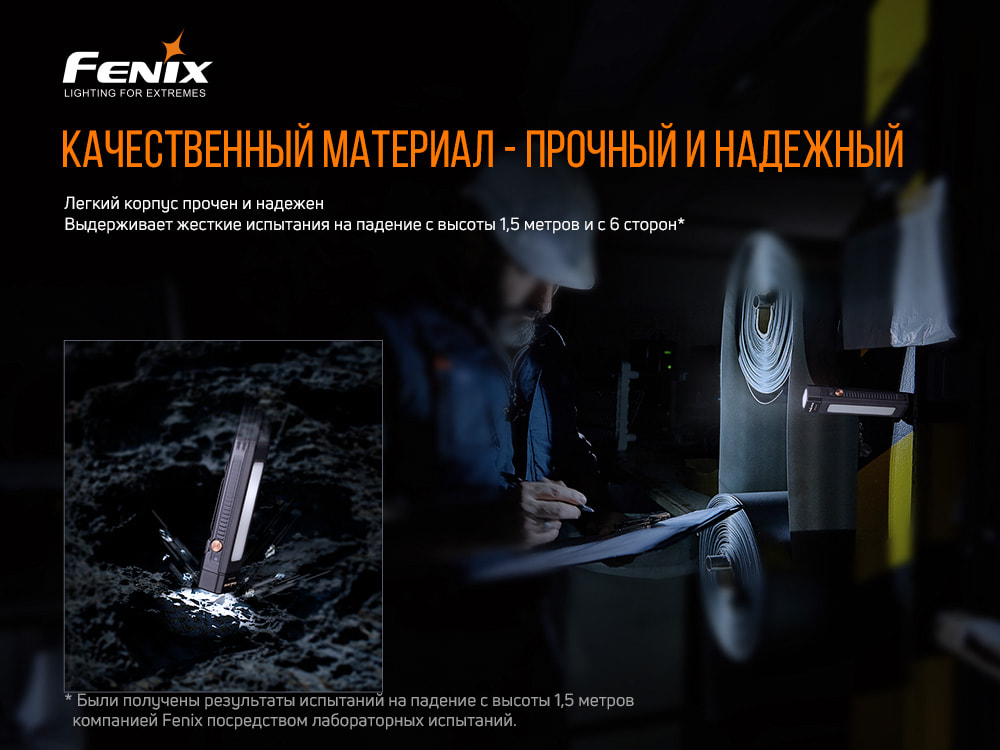 FENIX
LIGHTING FOR EXTREMES
КАЧЕСТВЕННЫЙ МАТЕРИАЛ - ПРОЧНЫЙ И НАДЕЖНЫЙ
Легкий корпус прочен и надежен
Выдерживает жесткие испытания на падение с высоты 1,5 метров и с 6 сторон*
* Были получены результаты испытаний на падение с высоты 1,5 метров
компанией Fenix посредством лабораторных испытаний.